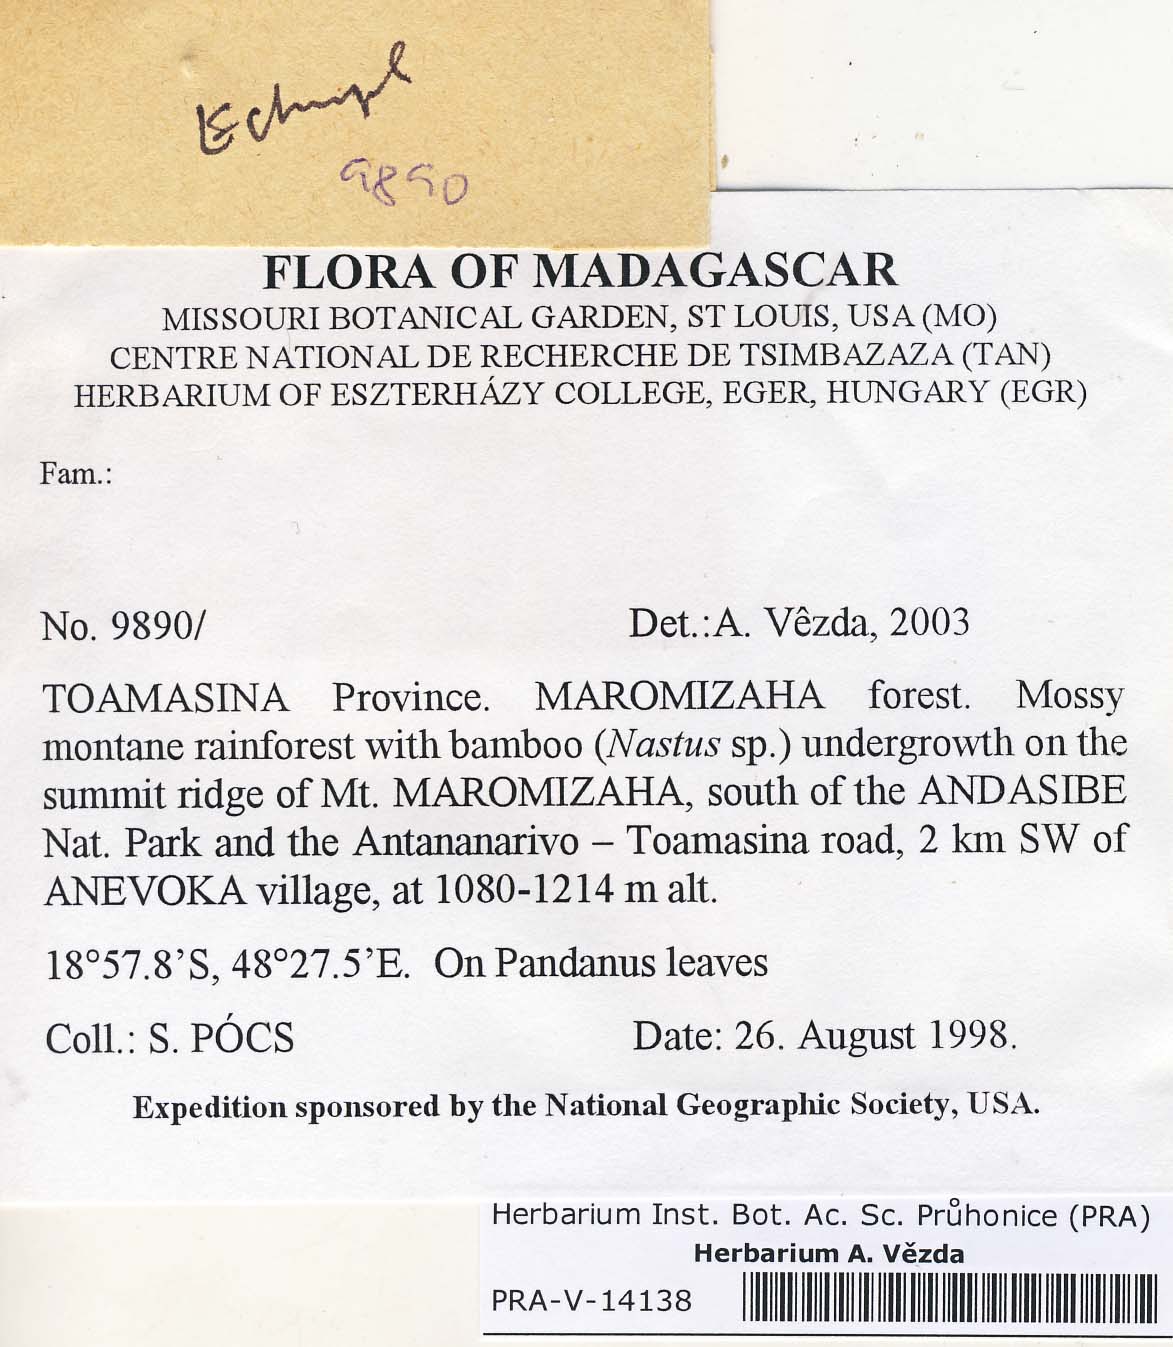 9890
FLORA OF MADAGASCAR
MISSOURI BOTANICAL GARDEN, ST LOUIS, USA (MO)
CENTRE NATIONAL DE RECHERCHE DE TSIMBAZAZA (TAN)
HERBARIUM OF ESZTERHÁZY COLLEGE, EGER, HUNGARY (EGR)
Fam.:
No. 9890/ Det.:A. Vêzda, 2003
TOAMASINA Province. MAROMIZAHA forest. Mossy
montane rainforest with bamboo (Nastus sp.) undergrowth on the
summit ridge of Mt. MAROMIZAHA, south of the ANDASIBE
Nat. Park and the Antananarivo – Toamasina road, 2 km SW of
ANEVOKA village, at 1080-1214 m alt.
18°57.8’S, 48°27.5’E. On Pandanus leaves
Coll.: S. PÓCS Date: 26. August 1998.
Expedition sponsored by the National Geographic Society, USA.
Herbarium Inst. Bot. Ac. Sc. Průhonice (PRA)
Herbarium A. Vězda
PRA-V-14138